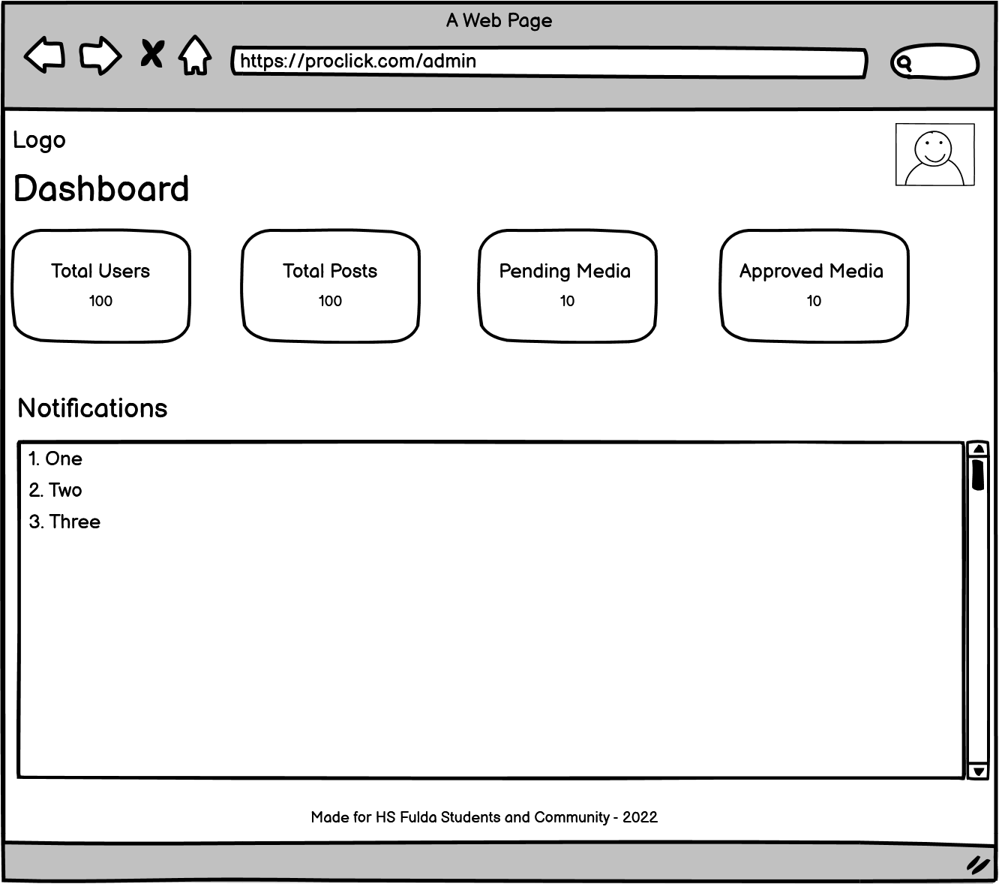 A Web Page
https://proclick.com/admin
Logo
Dashboard
Total Users
100
Total Posts
100
Pending Media
10
Approved Media
10
Notifications
1. One
2. Two
3. Three
Made for HS Fulda Students and Community - 2022